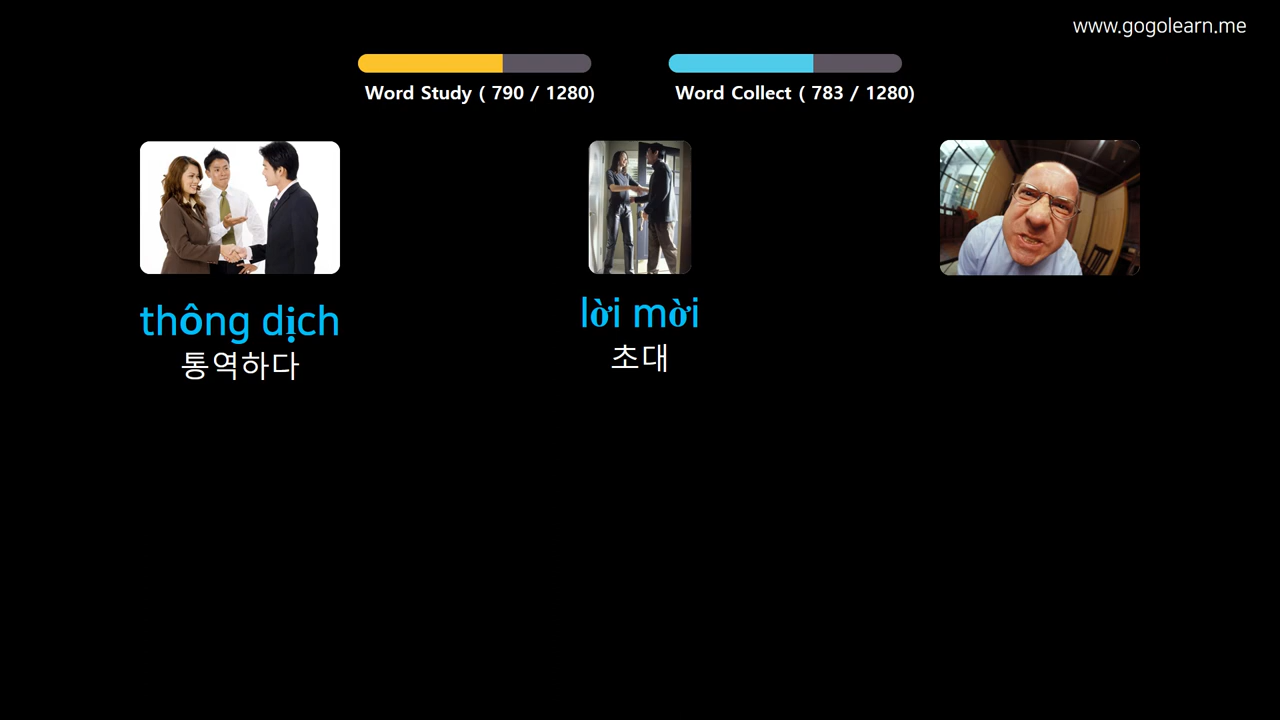 www.gogolearn.me
Word Study ( 790 / 1280)
Word Collect ( 783 / 1280)
thông dịch
통역하다
lời mời
초대